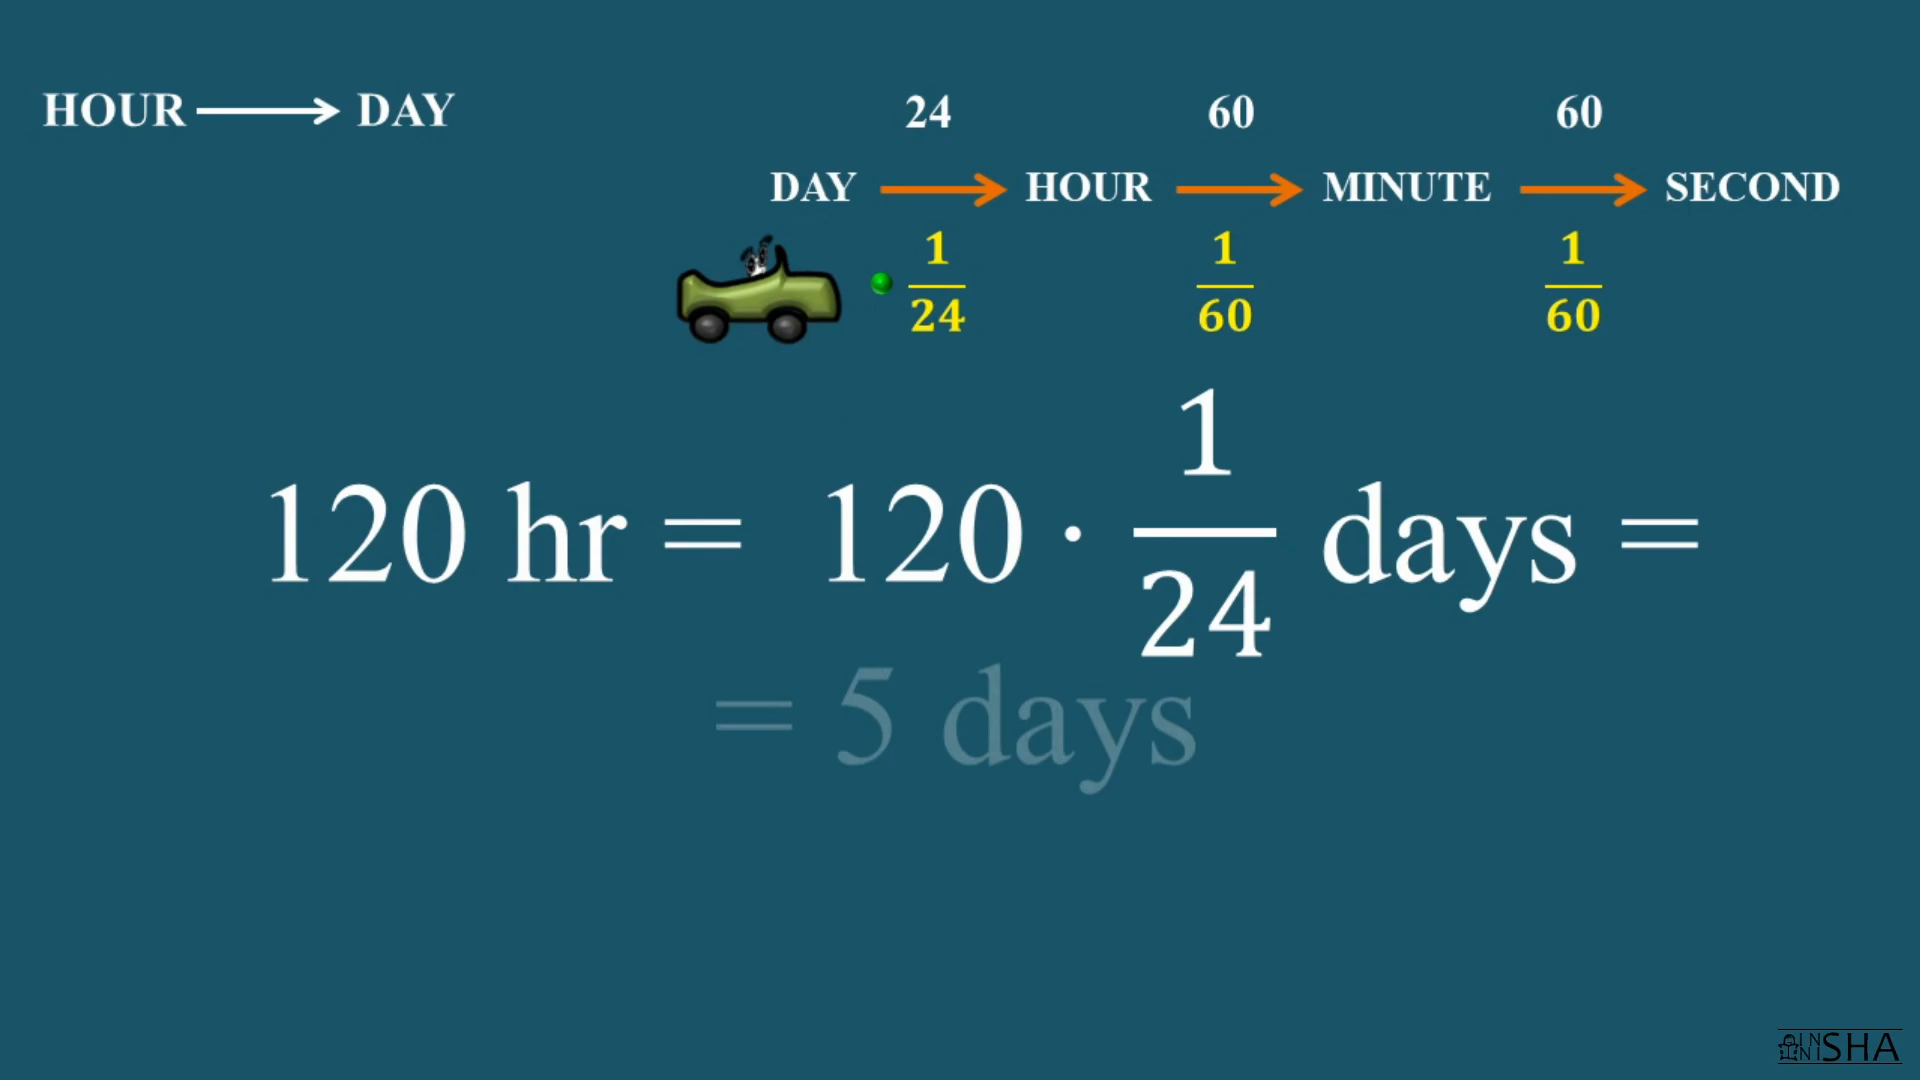 HOUR → DAY
24 60 60
DAY → HOUR → MINUTE → SECOND
· 1/24 1/60 1/60
120 hr = 120 · 1/24 days =
= 5 days
SHA